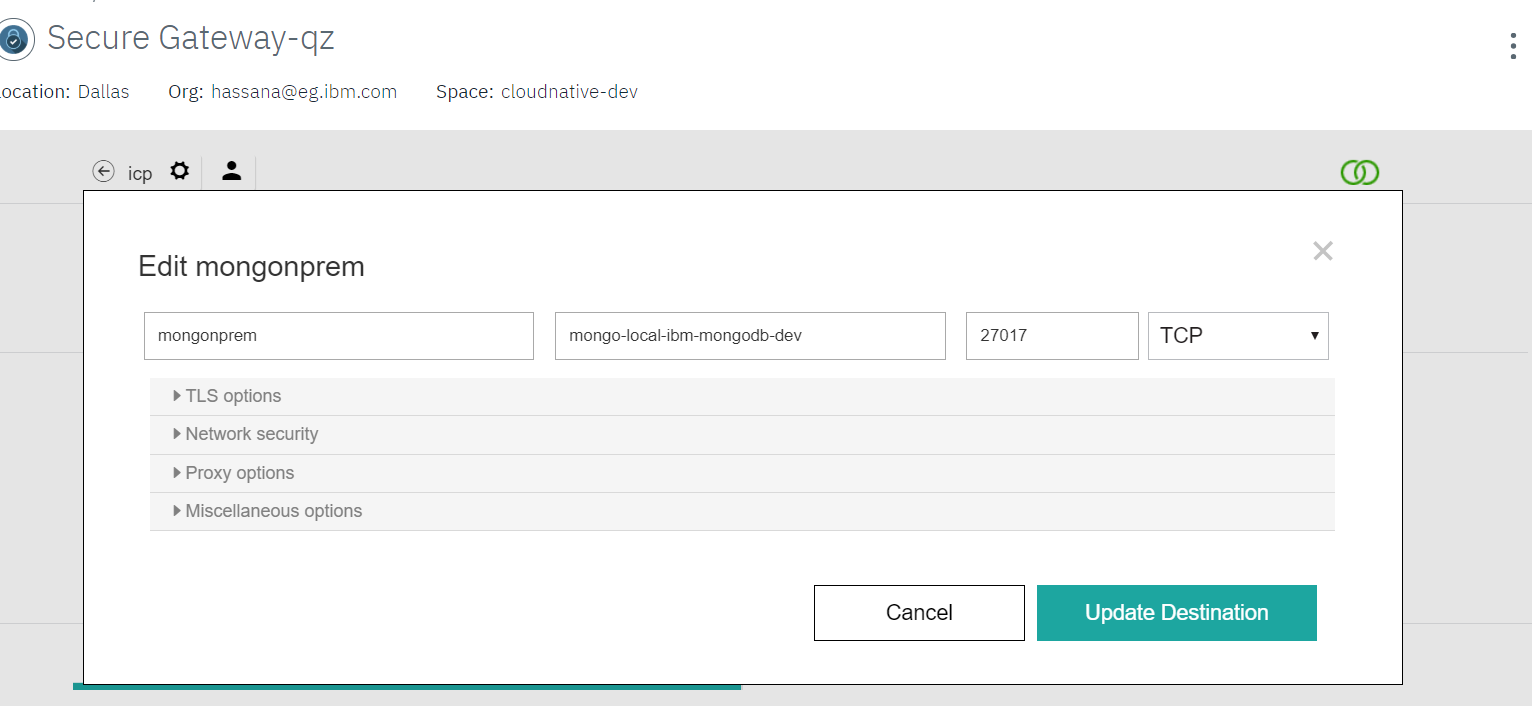 Secure Gateway-qz
ocation: Dallas Org: hassana@eg.ibm.com Space: cloudnative-dev
icp
Edit mongonprem
mongonprem mongo-local-ibm-mongodb-dev 27017 TCP
TLS options
Network security
Proxy options
Miscellaneous options
Cancel Update Destination